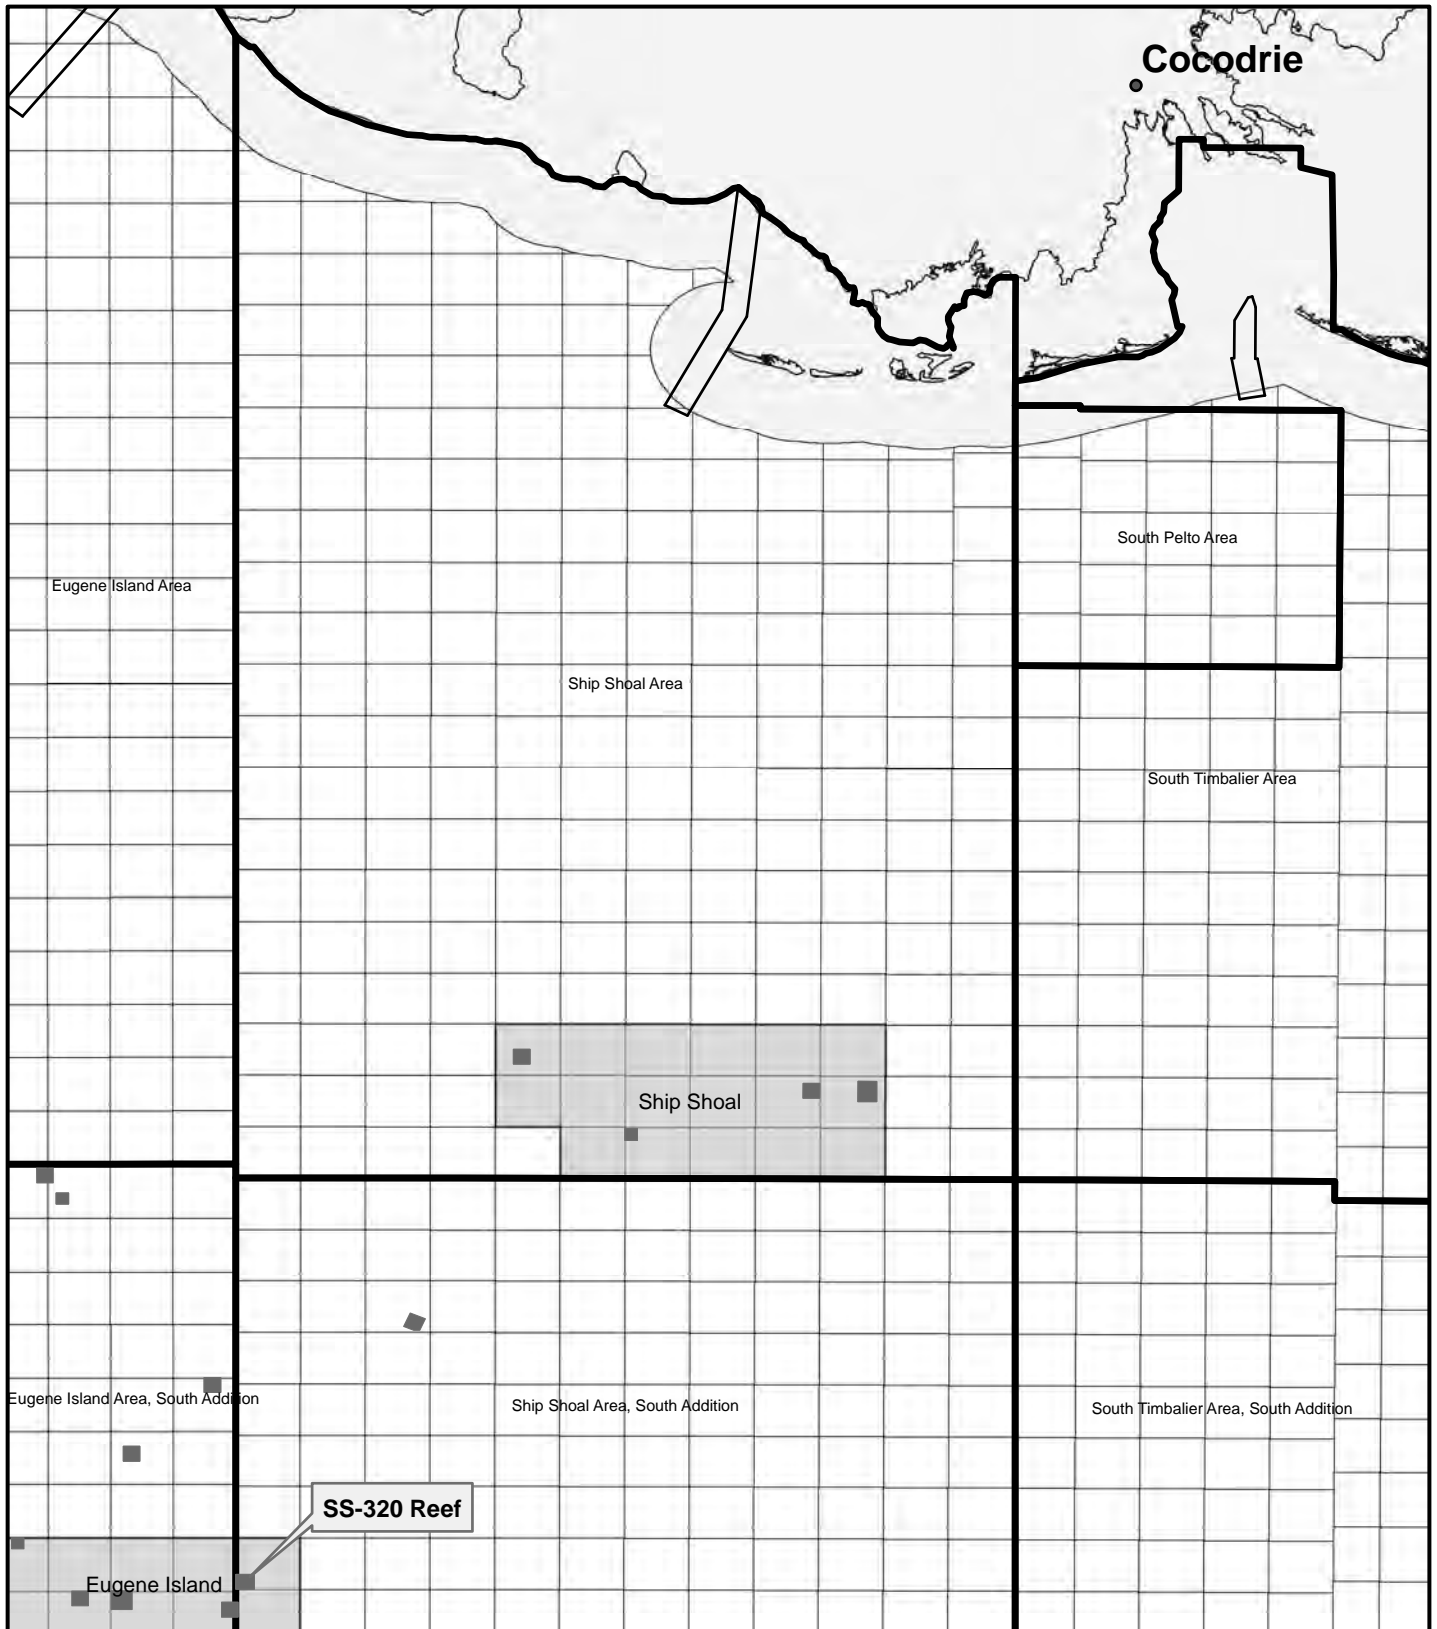 Cocodrie
South Pelto Area
Eugene Island Area
Ship Shoal Area
South Timbalier Area
Ship Shoal
Eugene Island Area, South Addition
Ship Shoal Area, South Addition
South Timbalier Area, South Addition
SS-320 Reef
Eugene Island